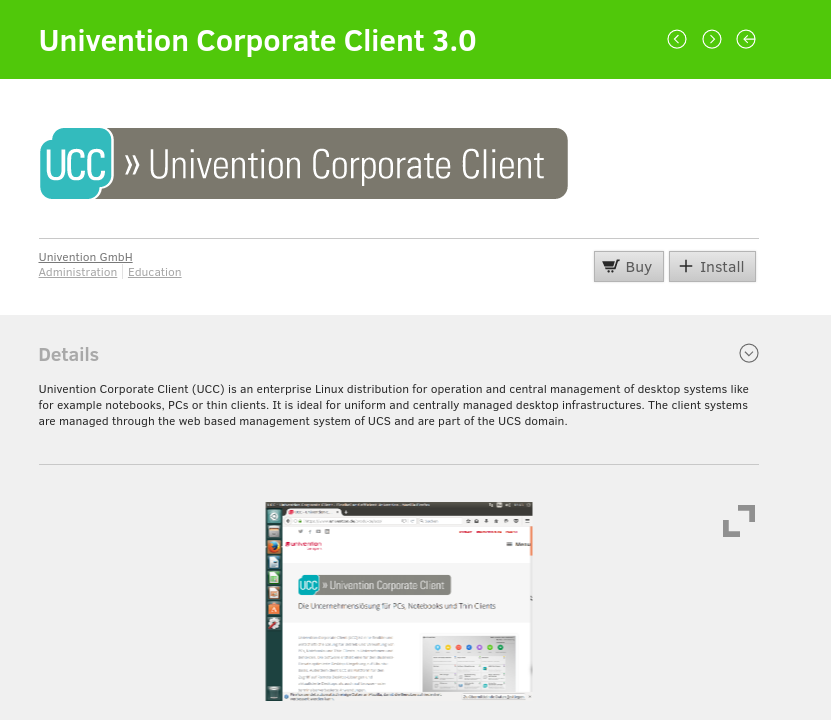 Univention Corporate Client 3.0
UCC » Univention Corporate Client
Univention GmbH
Buy
Install
Administration
Education
Details
Univention Corporate Client (UCC) is an enterprise Linux distribution for operation and central management of desktop systems like
for example notebooks, PCs or thin clients. It is ideal for uniform and centrally managed desktop infrastructures. The client systems
are managed through the web based management system of UCS and are part of the UCS domain.
univention
Menu
UCC » Univention Corporate Client
Die Unternehmenslösung für PCs, Notebooks und Thin Clients